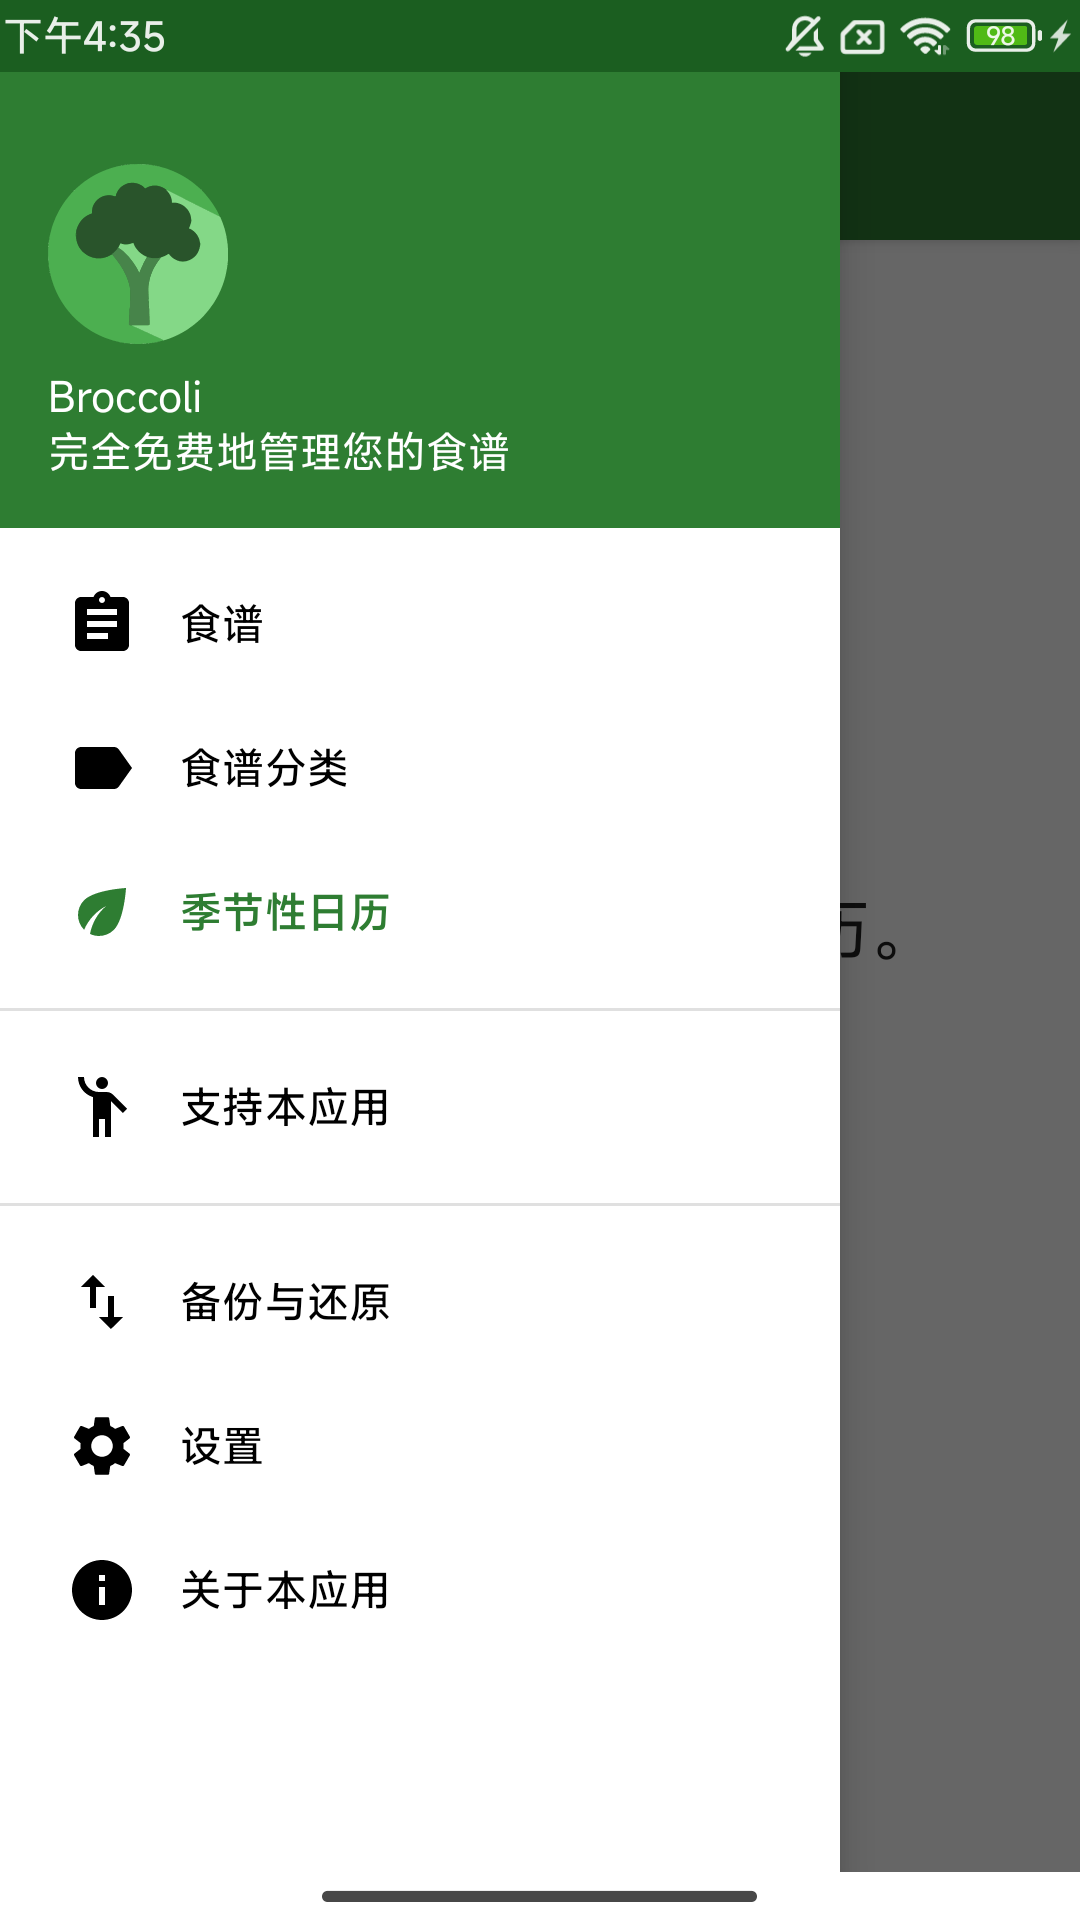 下午4:35
98
Broccoli
完全免费地管理您的食谱
食谱
食谱分类
季节性日历
。
支持本应用
备份与还原
设置
关于本应用